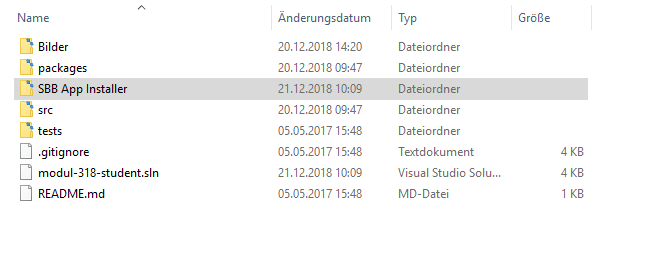 Name Änderungsdatum Typ Größe
Bilder 20.12.2018 14:20 Dateiordner
packages 20.12.2018 09:47 Dateiordner
SBB App Installer 21.12.2018 10:09 Dateiordner
src 20.12.2018 09:47 Dateiordner
tests 05.05.2017 15:48 Dateiordner
.gitignore 05.05.2017 15:48 Textdokument 4 KB
modul-318-student.sln 21.12.2018 10:09 Visual Studio Solu... 4 KB
README.md 05.05.2017 15:48 MD-Datei 1 KB